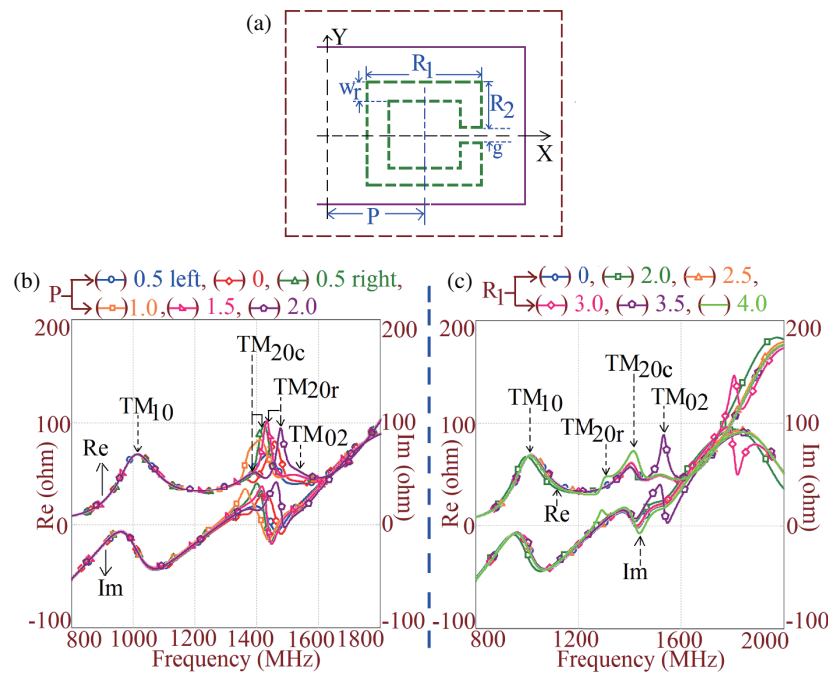 (a)
Y
R1
wr
R2
g
X
P
(b)
P (-○-) 0.5 left, (-◇-) 0, (-△-) 0.5 right,
(-□-) 1.0, (-▷-) 1.5, (-⬠-) 2.0
200
200
TM20c
TM20r
TM10
TM02
100
100
Re
Re (ohm)
Im (ohm)
0
0
Im
-100
-100
800 1000 1200 1400 1600 1800
Frequency (MHz)
(c)
R1 (-○-) 0, (-□-) 2.0, (-△-) 2.5,
(-◇-) 3.0, (-⬠-) 3.5, (—) 4.0
200
200
TM20c
TM10
TM02
TM20r
100
100
Re
Re (ohm)
Im (ohm)
0
0
Im
-100
-100
800 1200 1600 2000
Frequency (MHz)